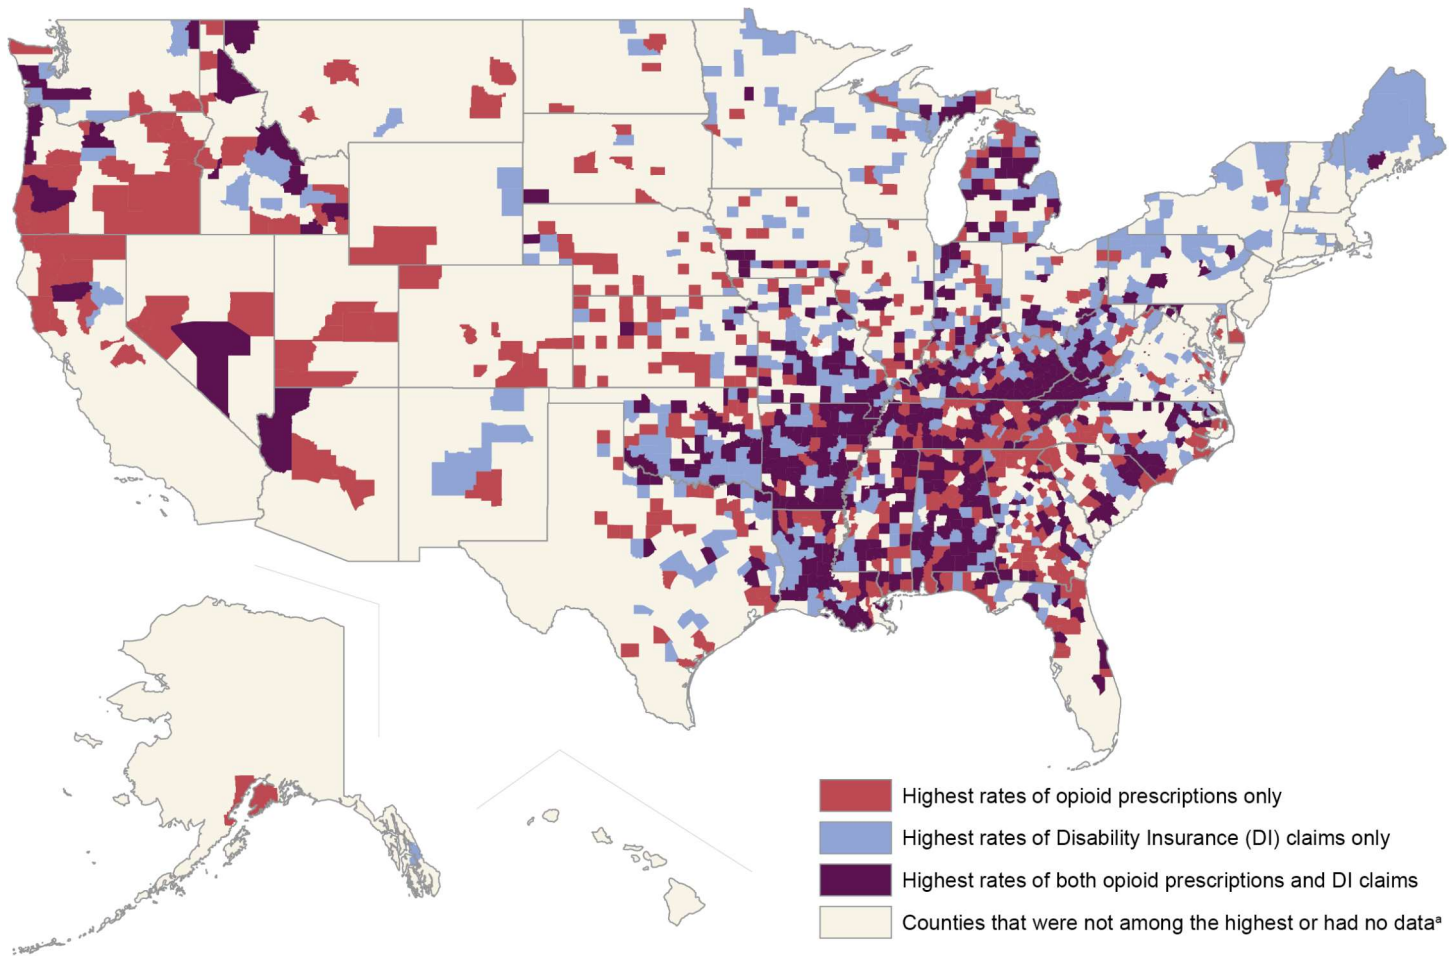 Highest rates of opioid prescriptions only
Highest rates of Disability Insurance (DI) claims only
Highest rates of both opioid prescriptions and DI claims
Counties that were not among the highest or had no dataᵃ